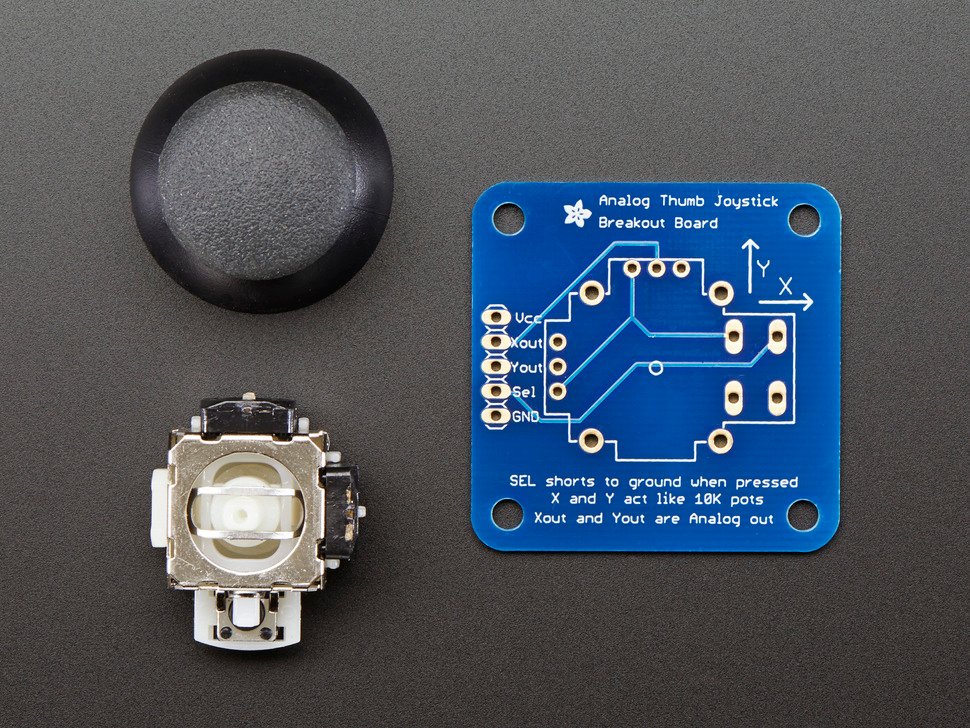 Analog Thumb Joystick
Breakout Board
Y
X
Vcc
Xout
Yout
Sel
GND
SEL shorts to ground when pressed
X and Y act like 10K pots
Xout and Yout are Analog out